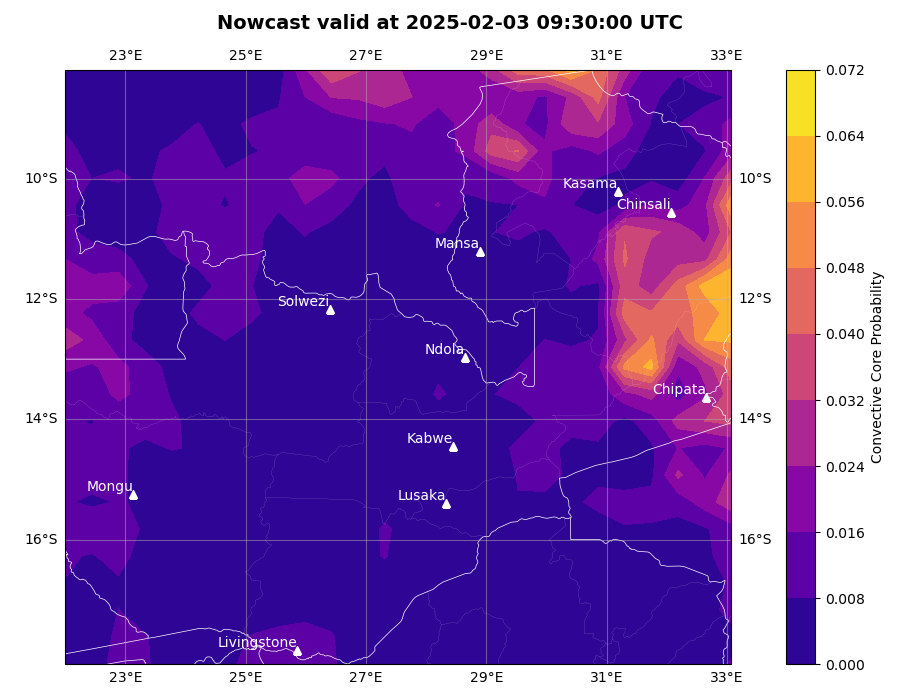 Nowcast valid at 2025-02-03 09:30:00 UTC
23°E 25°E 27°E 29°E 31°E 33°E
0.072
0.064
0.056
0.048
0.040
0.032
0.024
0.016
0.008
0.000
Convective Core Probability
10°S 10°S
12°S 12°S
14°S 14°S
16°S 16°S
Kasama
Chinsali
Mansa
Solwezi
Ndola
Chipata
Kabwe
Mongu
Lusaka
Livingstone
23°E 25°E 27°E 29°E 31°E 33°E